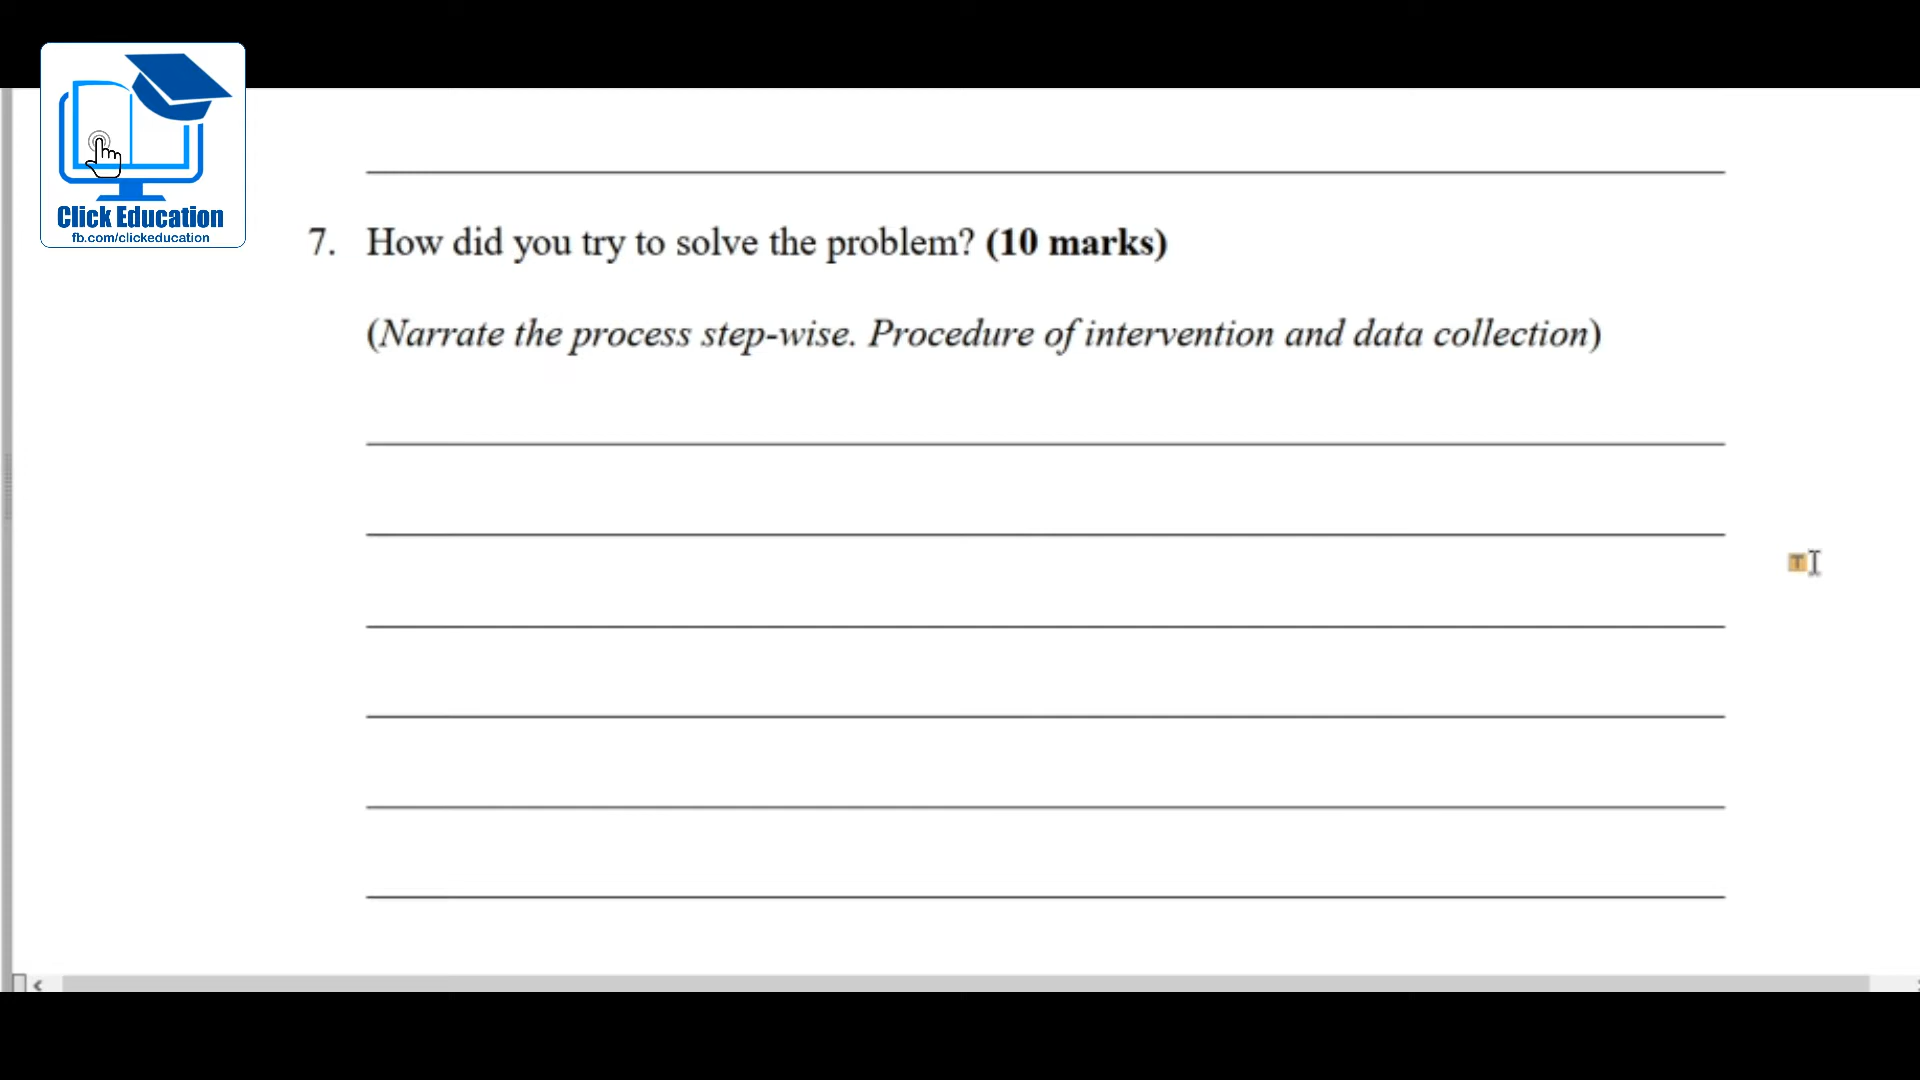 Click Education
fb.com/clickeducation
7. How did you try to solve the problem? (10 marks)
(Narrate the process step-wise. Procedure of intervention and data collection)
T